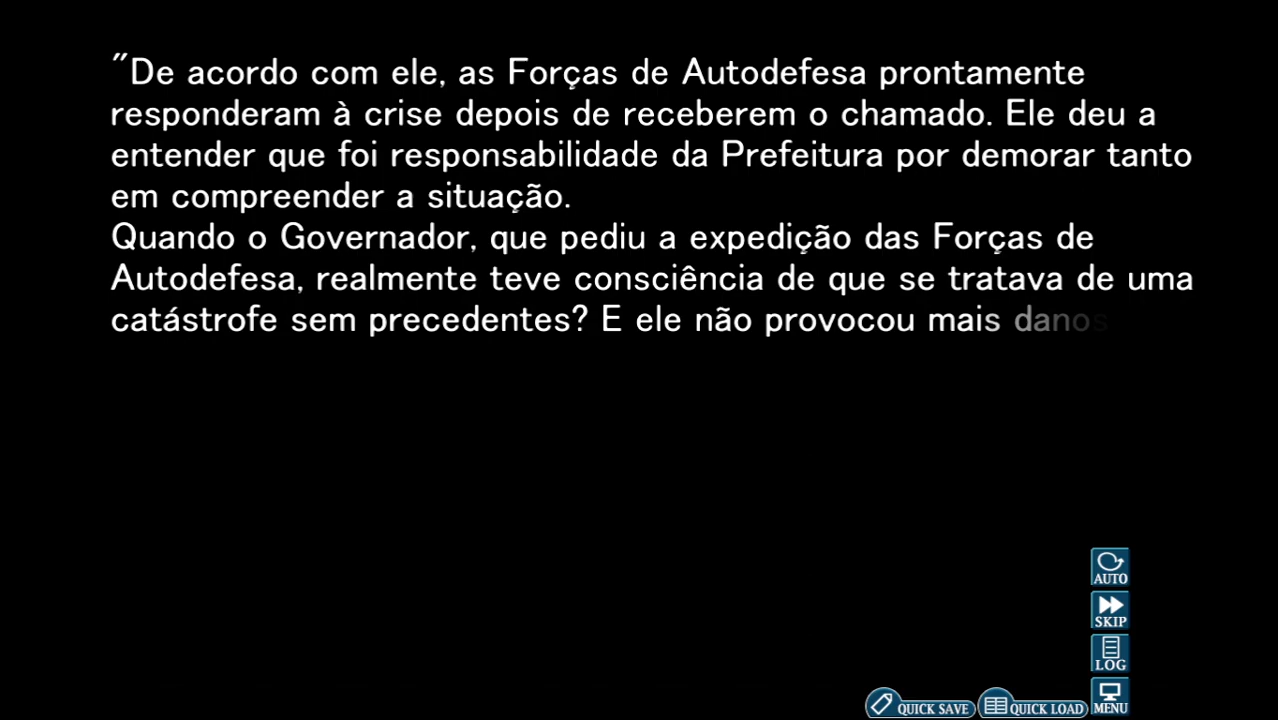 "De acordo com ele, as Forças de Autodefesa prontamente
responderam à crise depois de receberem o chamado. Ele deu a
entender que foi responsabilidade da Prefeitura por demorar tanto
em compreender a situação.
Quando o Governador, que pediu a expedição das Forças de
Autodefesa, realmente teve consciência de que se tratava de uma
catástrofe sem precedentes? E ele não provocou mais danos
AUTO
SKIP
LOG
QUICK SAVE
QUICK LOAD
MENU